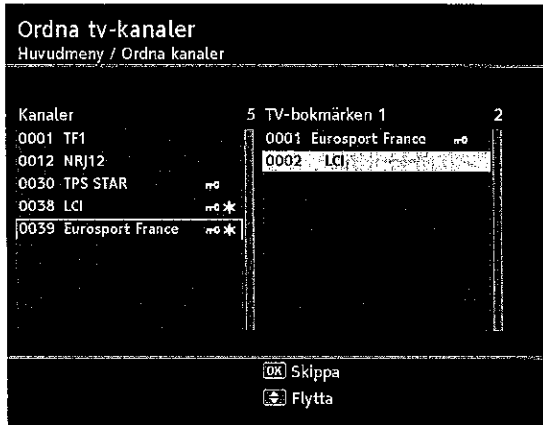 Ordna tv-kanaler
Huvudmeny / Ordna kanaler
Kanaler 5
0001 TF1
0012 NRJ12
0030 TPS STAR
0038 LCI *
0039 Eurosport France *
TV-bokmärken 1 2
0001 Eurosport France
0002 LCI
OK Skippa
Flytta